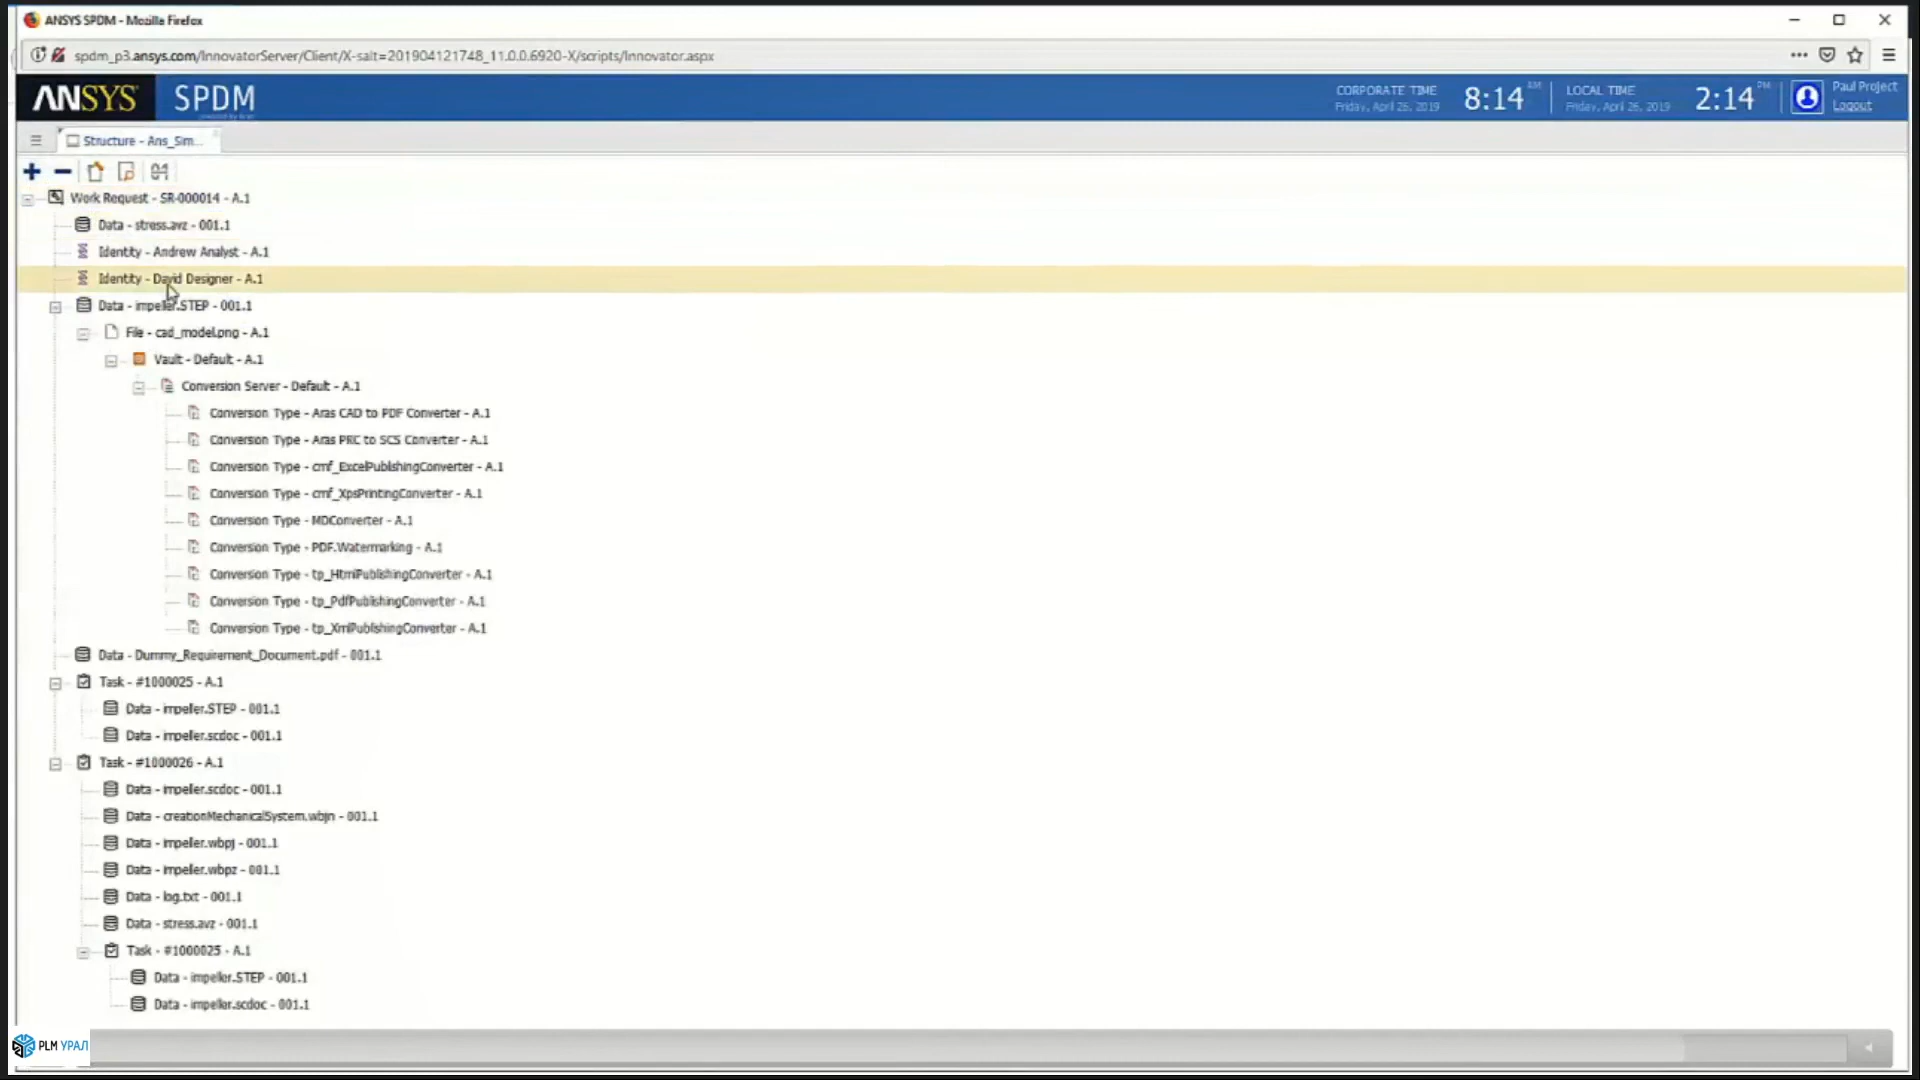 ANSYS SPDM - Mozilla Firefox
spdm_p3.ansys.com/InnovatorServer/Client/X-salt=201904121748_11.0.0.6920-X/scripts/Innovator.aspx
ANSYS SPDM
CORPORATE TIME
Friday, April 26, 2019
8:14 AM
LOCAL TIME
Friday, April 26, 2019
2:14 PM
Paul Project
Logout
Structure - Ans_Sim...
Work Request - SR-000014 - A.1
Data - stress.avz - 001.1
Identity - Andrew Analyst - A.1
Identity - David Designer - A.1
Data - impeller.STEP - 001.1
File - cad_model.png - A.1
Vault - Default - A.1
Conversion Server - Default - A.1
Conversion Type - Aras CAD to PDF Converter - A.1
Conversion Type - Aras PRC to SCS Converter - A.1
Conversion Type - cmf_ExcelPublishingConverter - A.1
Conversion Type - cmf_XpsPrintingConverter - A.1
Conversion Type - MDConverter - A.1
Conversion Type - PDF.Watermarking - A.1
Conversion Type - tp_HtmlPublishingConverter - A.1
Conversion Type - tp_PdfPublishingConverter - A.1
Conversion Type - tp_XmlPublishingConverter - A.1
Data - Dummy_Requirement_Document.pdf - 001.1
Task - #1000025 - A.1
Data - impeller.STEP - 001.1
Data - impeller.scdoc - 001.1
Task - #1000026 - A.1
Data - impeller.scdoc - 001.1
Data - creationMechanicalSystem.wbjn - 001.1
Data - impeller.wbpj - 001.1
Data - impeller.wbpz - 001.1
Data - log.txt - 001.1
Data - stress.avz - 001.1
Task - #1000025 - A.1
Data - impeller.STEP - 001.1
Data - impeller.scdoc - 001.1
PLM УРАЛ